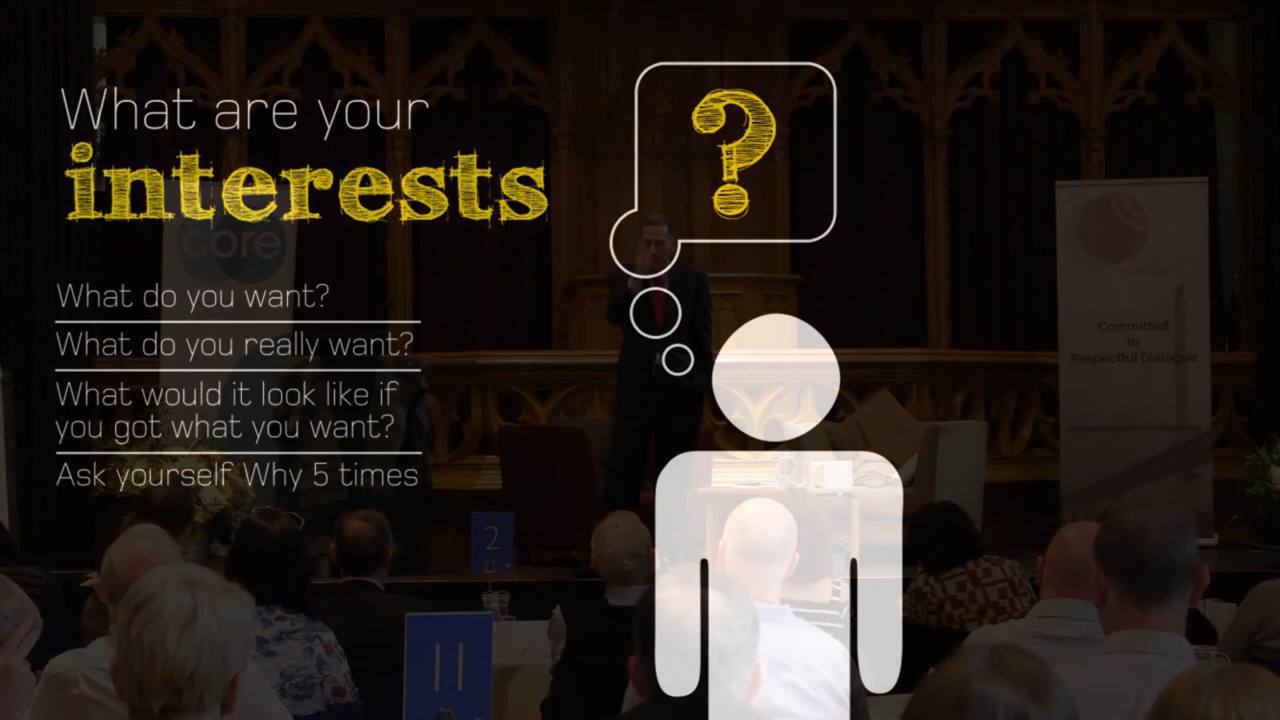 What are your
interests
?
core
What do you want?
What do you really want?
What would it look like if
you got what you want?
Ask yourself Why 5 times
Committed
to
Respectful Dialogue
2
11